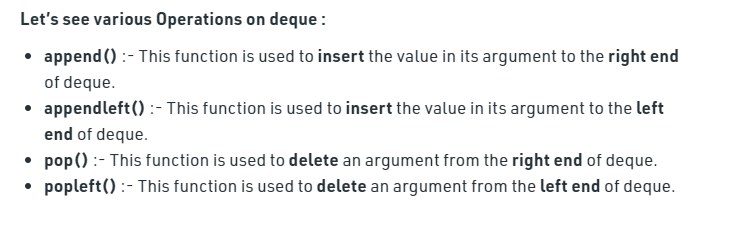 Let's see various Operations on deque :
• append() :- This function is used to insert the value in its argument to the right end
of deque.
• appendleft() :- This function is used to insert the value in its argument to the left
end of deque.
• pop() :- This function is used to delete an argument from the right end of deque.
• popleft() :- This function is used to delete an argument from the left end of deque.